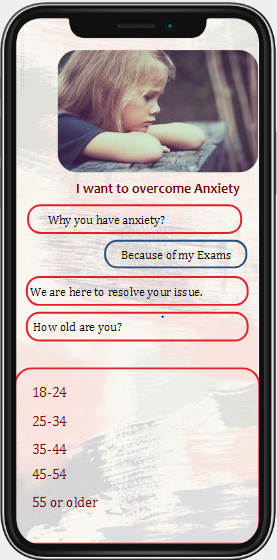 I want to overcome Anxiety
Why you have anxiety?
Because of my Exams
We are here to resolve your issue.
How old are you?
18-24
25-34
35-44
45-54
55 or older